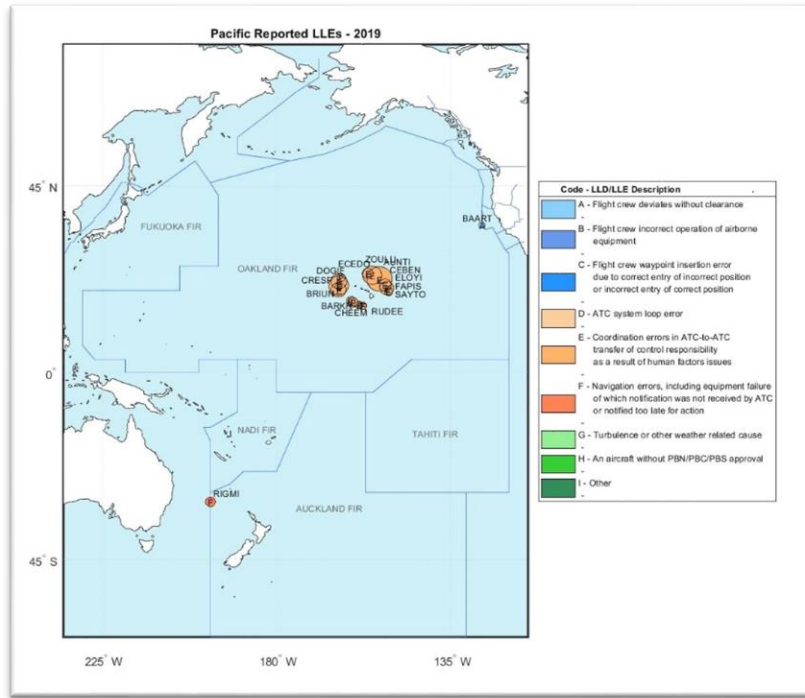 Pacific Reported LLEs - 2019
45° N
0°
45° S
225° W
180° W
135° W
FUKUOKA FIR
OAKLAND FIR
NADI FIR
TAHITI FIR
AUCKLAND FIR
BAART
A
ZOULU
ECEDO
AUNTI
CEBEN
ELOYI
FAPIS
SAYTO
DOGIF
CRESP
BRIUN
CHEEM
RUDEE
RIGMI
Code - LLD/LLE Description
A - Flight crew deviates without clearance
B - Flight crew incorrect operation of airborne
equipment
C - Flight crew waypoint insertion error
due to correct entry of incorrect position
or incorrect entry of correct position
D - ATC system loop error
E - Coordination errors in ATC-to-ATC
transfer of control responsibility
as a result of human factors issues
F - Navigation errors, including equipment failure
of which notification was not received by ATC
or notified too late for action
G - Turbulence or other weather related cause
H - An aircraft without PBN/PBC/PBS approval
I - Other